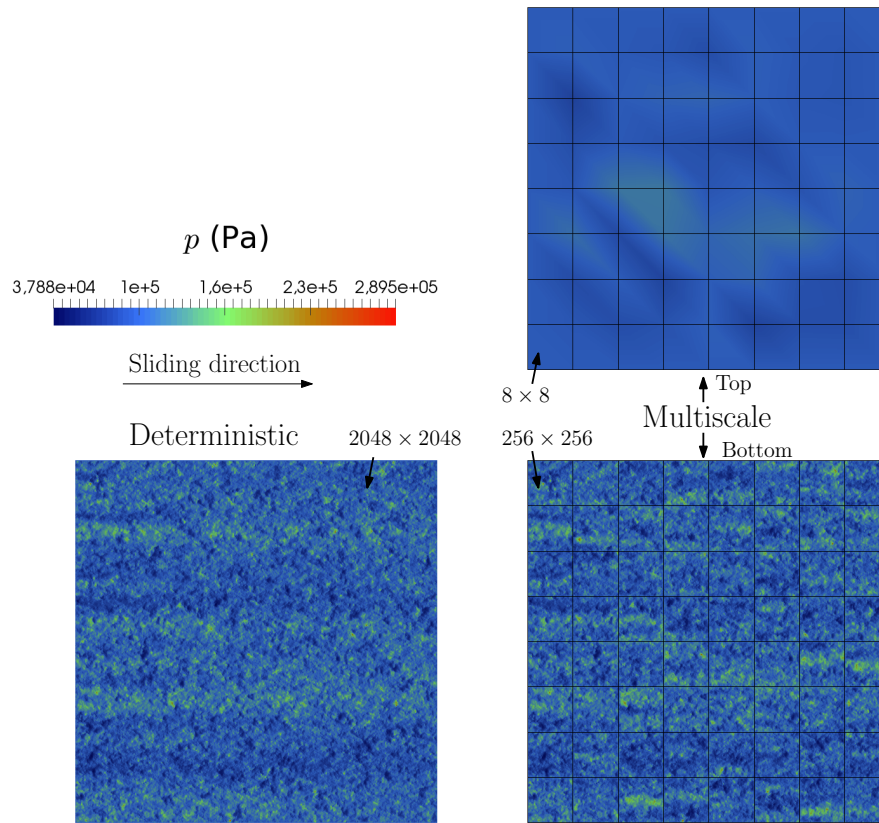 p (Pa)
3,788e+04 1e+5 1,6e+5 2,3e+5 2,895e+05
Sliding direction
8 × 8
Top
Multiscale
Bottom
Deterministic
2048 × 2048
256 × 256